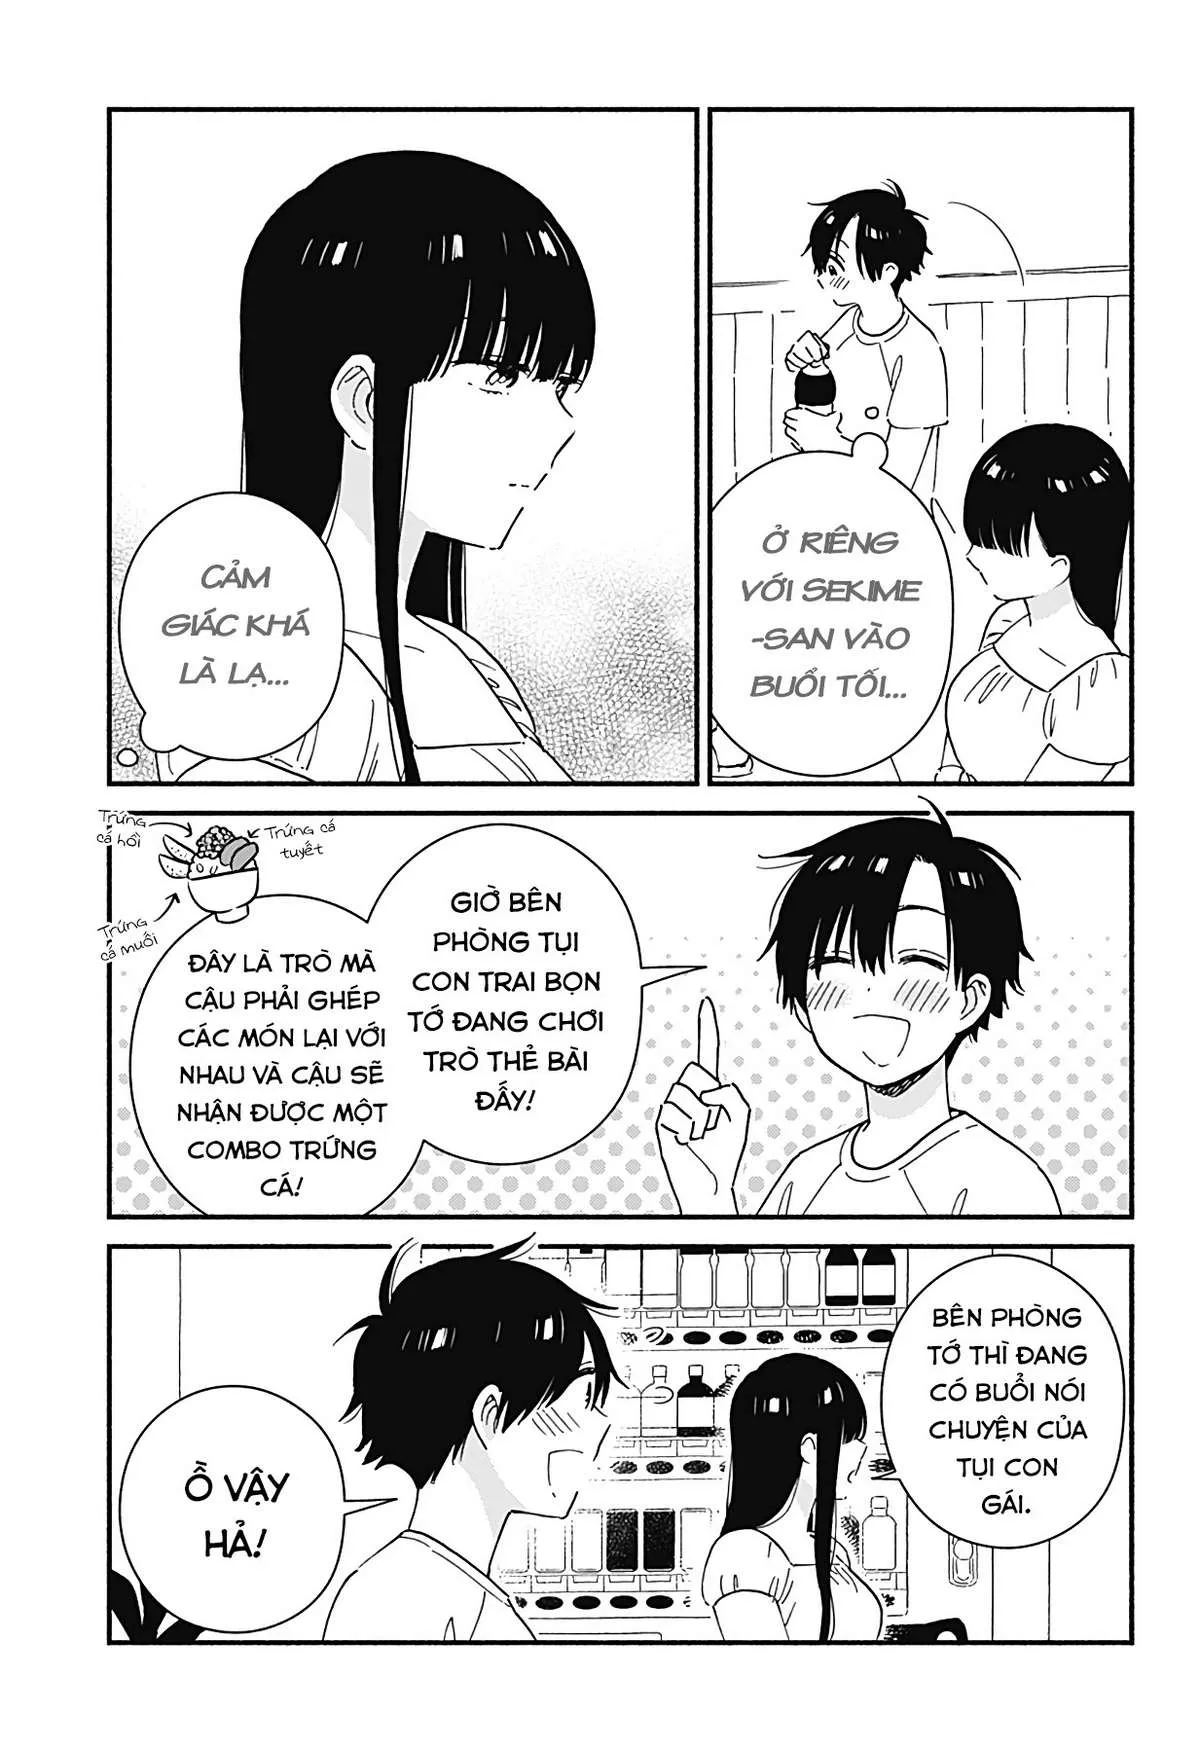 Ở RIÊNG
VỚI SEKIME
-SAN VÀO
BUỔI TỐI...
CẢM
GIÁC KHÁ
LÀ LẠ...
GIỜ BÊN
PHÒNG TỤI
CON TRAI BỌN
TỚ ĐANG CHƠI
TRÒ THẺ BÀI
ĐẤY!
Trứng
cá hồi
Trứng cá
tuyết
Trứng
cá muối
ĐÂY LÀ TRÒ MÀ
CẬU PHẢI GHÉP
CÁC MÓN LẠI VỚI
NHAU VÀ CẬU SẼ
NHẬN ĐƯỢC MỘT
COMBO TRỨNG
CÁ!
BÊN PHÒNG
TỚ THÌ ĐANG
CÓ BUỔI NÓI
CHUYỆN CỦA
TỤI CON
GÁI.
Ồ VẬY
HẢ!